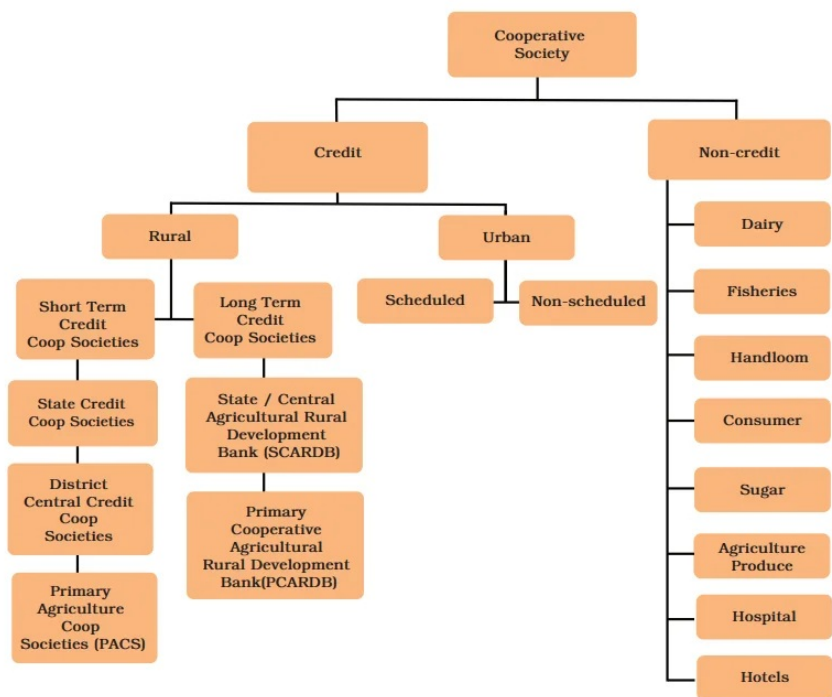 Cooperative
Society
Credit
Non-credit
Rural
Urban
Short Term
Credit
Coop Societies
Long Term
Credit
Coop Societies
Scheduled
Non-scheduled
State Credit
Coop Societies
State / Central
Agricultural Rural
Development
Bank (SCARDB)
District
Central Credit
Coop
Societies
Primary
Cooperative
Agricultural
Rural Development
Bank(PCARDB)
Primary
Agriculture
Coop
Societies (PACS)
Dairy
Fisheries
Handloom
Consumer
Sugar
Agriculture
Produce
Hospital
Hotels